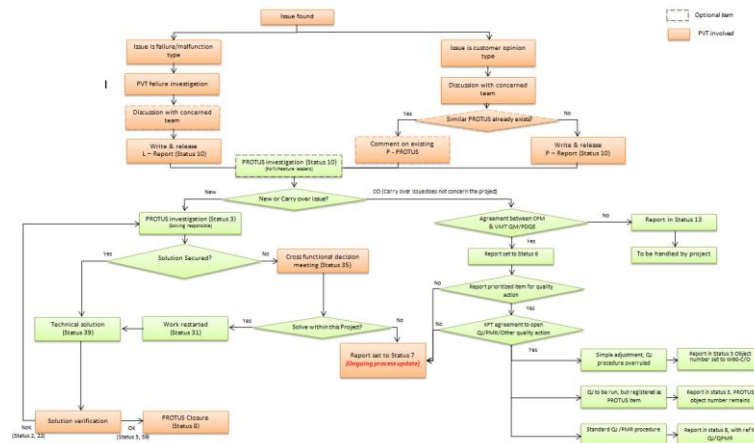 Issue found
Optional item
PVT involved
Issue is failure/malfunction
type
Issue is customer opinion
type
PVT failure investigation
Discussion with concerned
team
Discussion with concerned
team
Yes
Similar PROTUS already exists?
No
Write & release
L – Report (Status 10)
Comment on existing
P - PROTUS
Write & release
P – Report (Status 10)
PROTUS investigation (Status 10)
New
New or Carry over issue?
CO (Carry over issue does not concern the project)
PROTUS investigation (Status 3)
(Solving responsible)
Agreement between CPM
& VMT QM/PDQE
No
Report in Status 13
Yes
Solution Secured?
No
Cross functional decision
meeting (Status 35)
Yes
Report set to Status 6
To be handled by project
No
Report prioritized item for quality
action
Technical solution
(Status 39)
Work restarted
(Status 31)
Yes
Solve within this Project?
No
No
XFT agreement to open
QJ/PMR/Other quality action
Report set to Status 7
(Ongoing process update)
Yes
Simple adjustment, QJ
procedure overruled
Report in Status 5 Object
number set to W80-C/O
Yes
QJ to be run, but registered as
PROTUS item
Report in status 5. PROTUS
object number remains
Solution verification
PROTUS Closure
(Status 8)
Nok
(Status 2, 22)
Ok
(Status 5, 59)
Yes
Standard QJ /PMR procedure
Report in status 8, with ref to
QJ/QPMR